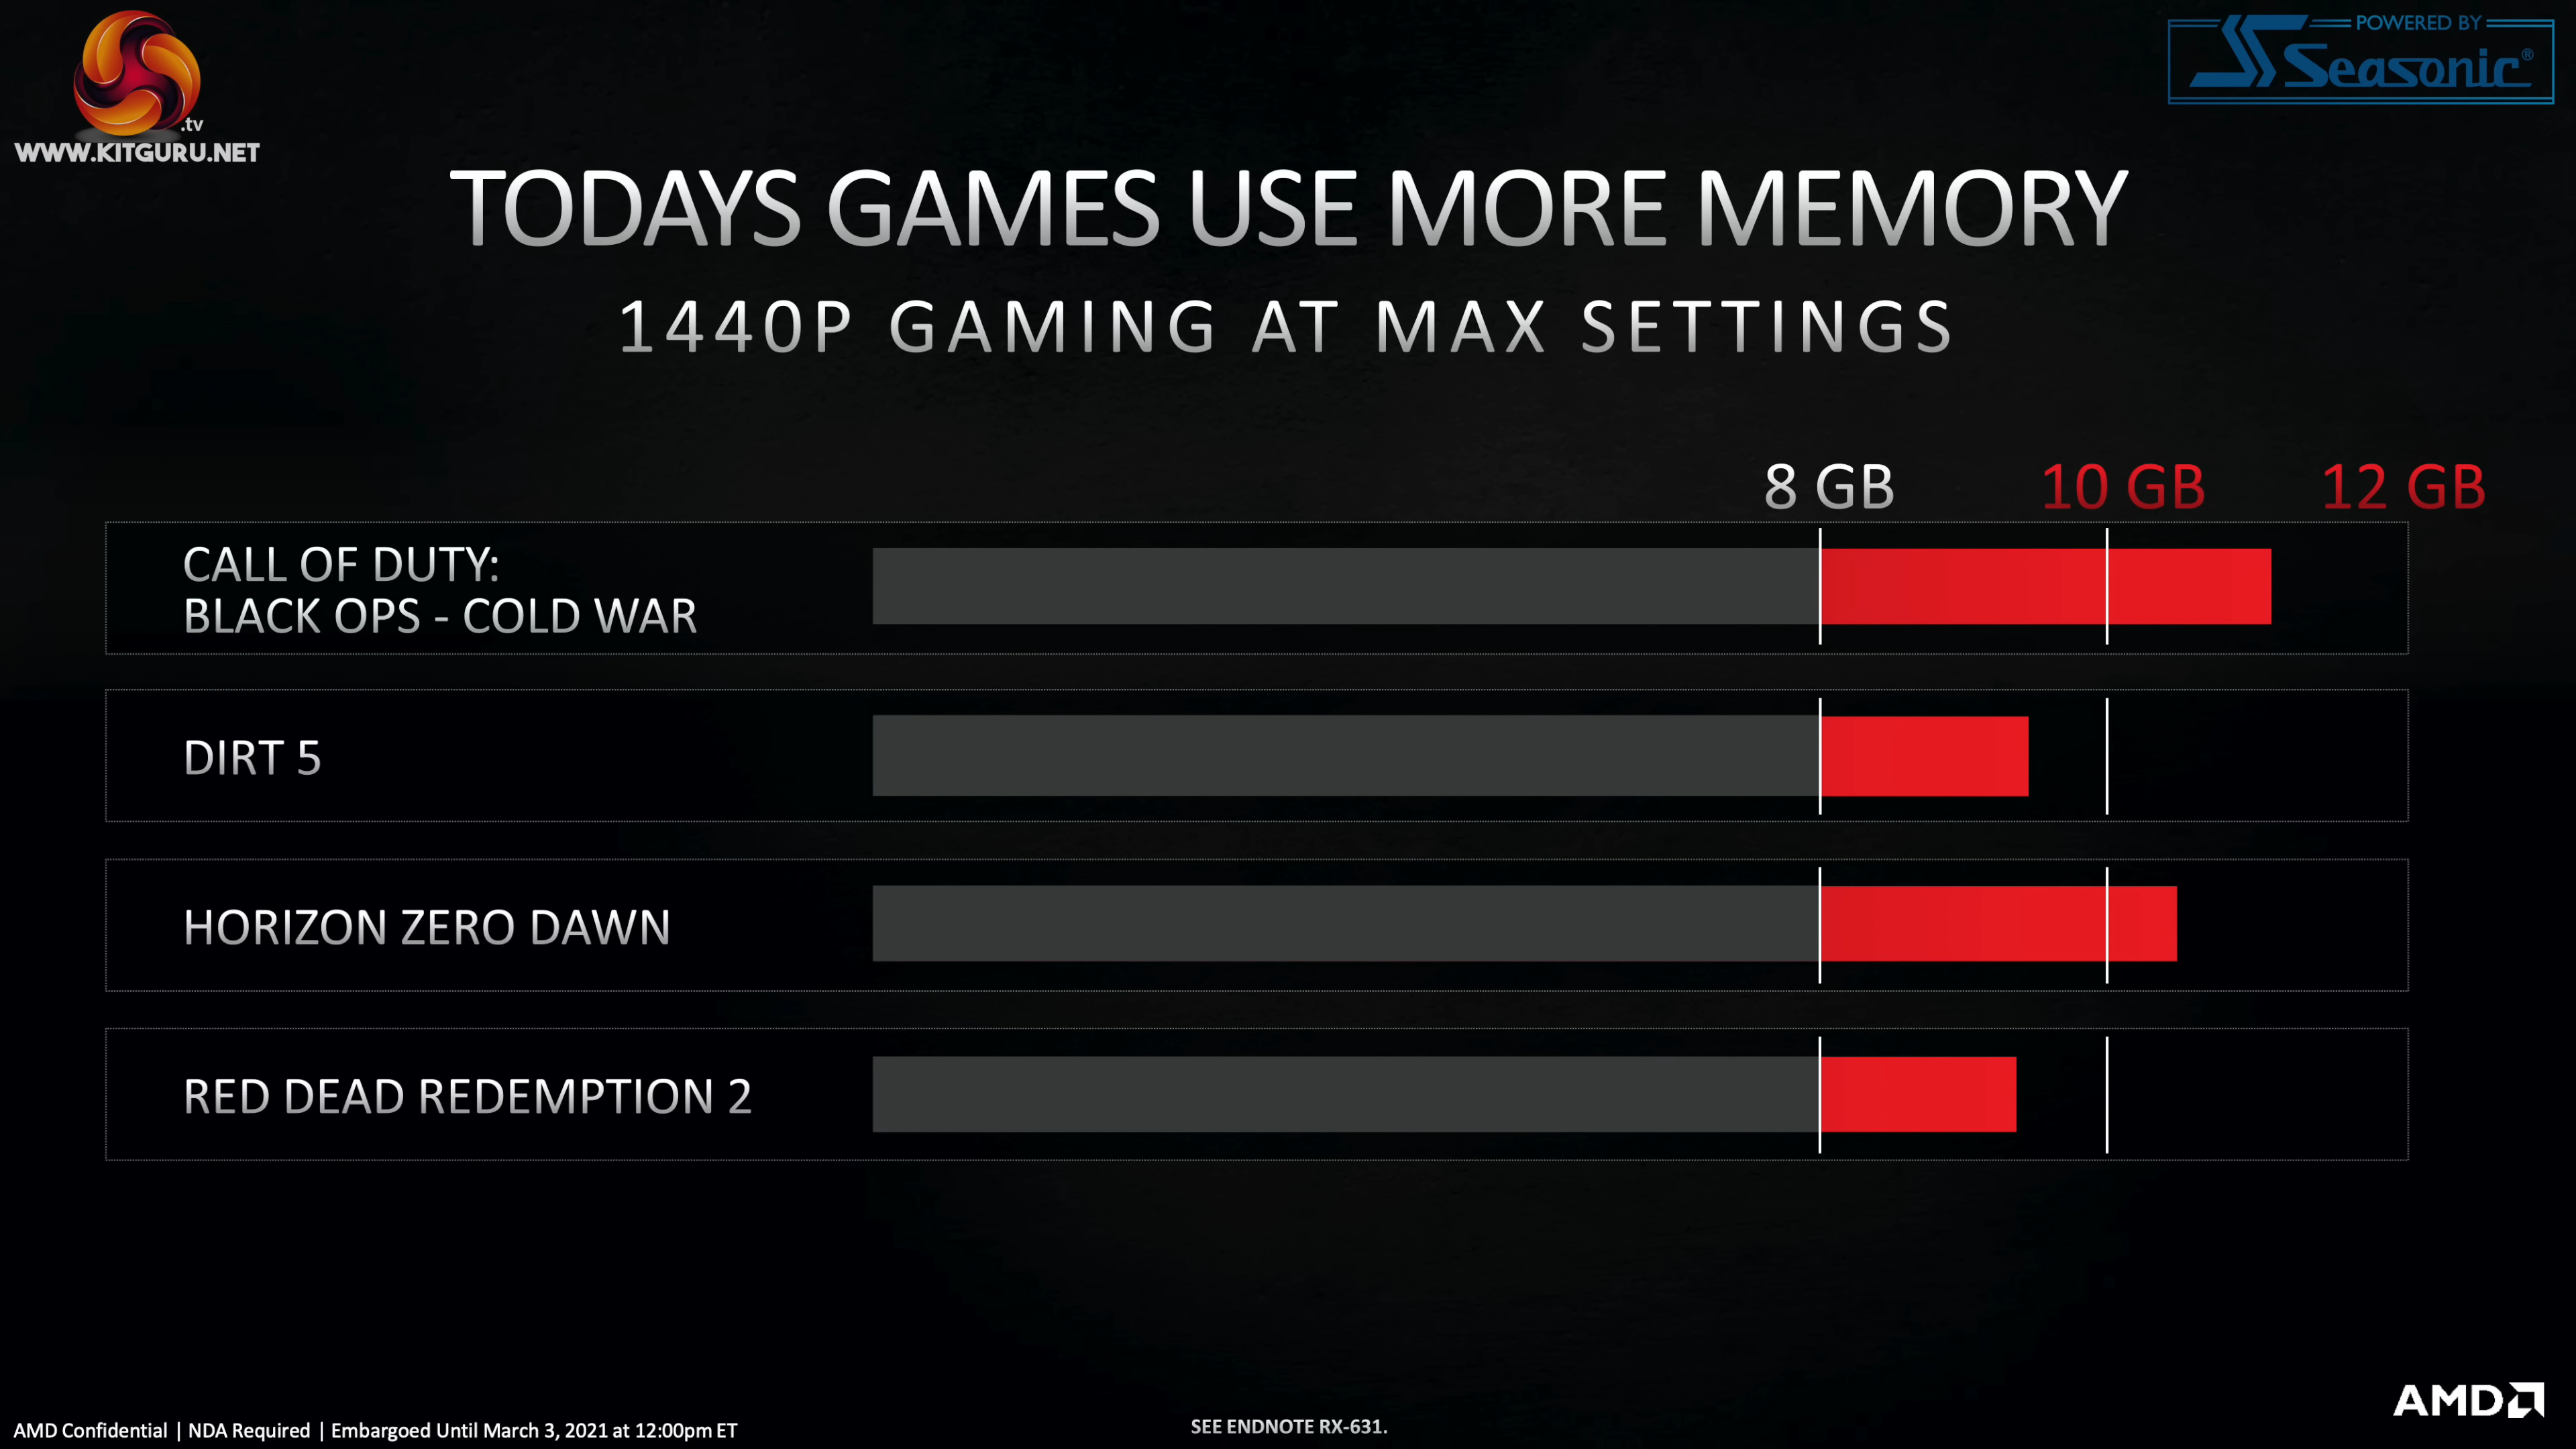 .tv
WWW.KITGURU.NET
POWERED BY
Seasonic®
TODAYS GAMES USE MORE MEMORY
1440P GAMING AT MAX SETTINGS
8 GB 10 GB 12 GB
CALL OF DUTY:
BLACK OPS - COLD WAR
DIRT 5
HORIZON ZERO DAWN
RED DEAD REDEMPTION 2
AMD
AMD Confidential | NDA Required | Embargoed Until March 3, 2021 at 12:00pm ET
SEE ENDNOTE RX-631.